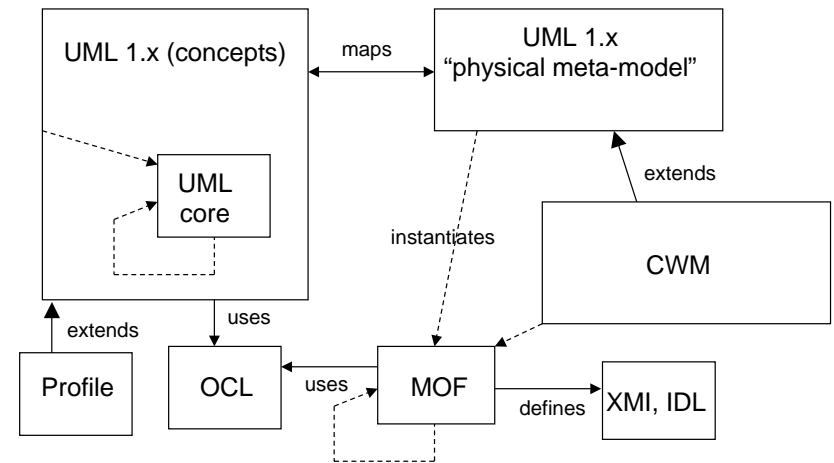 UML 1.x (concepts)
maps
UML 1.x
“physical meta-model”
UML
core
extends
instantiates
CWM
extends
uses
Profile
OCL
uses
MOF
defines
XMI, IDL